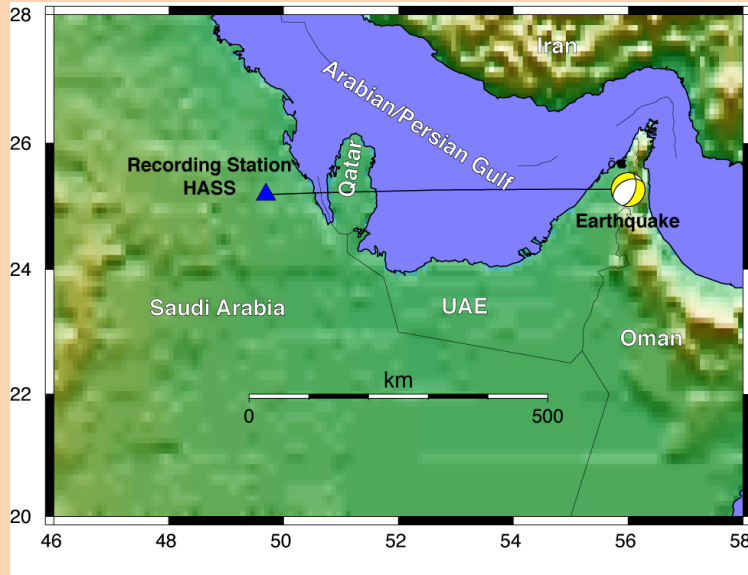 28
26
24
22
20
46
48
50
52
54
56
58
Iran
Arabian/Persian Gulf
Recording Station
HASS
Qatar
Earthquake
Saudi Arabia
UAE
Oman
km
0
500